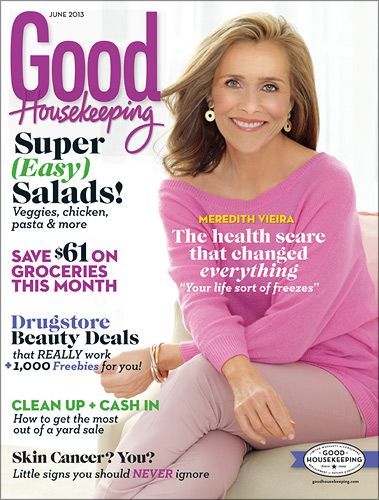 JUNE 2013
Good
Housekeeping
Super
(Easy)
Salads!
Veggies, chicken,
pasta & more
SAVE $61 ON
GROCERIES
THIS MONTH
Drugstore
Beauty Deals
that REALLY work
+1,000 Freebies for you!
CLEAN UP + CASH IN
How to get the most
out of a yard sale
Skin Cancer? You?
Little signs you should NEVER ignore
MEREDITH VIEIRA
The health scare
that changed
everything
"Your life sort of freezes"
GOOD
HOUSEKEEPING
goodhousekeeping.com